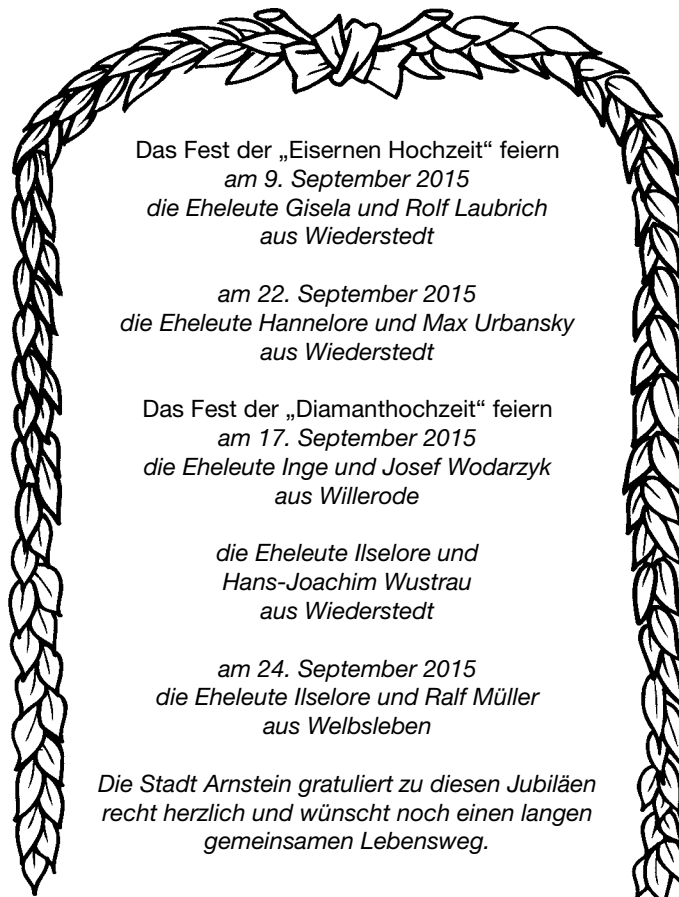 Das Fest der „Eisernen Hochzeit“ feiern
am 9. September 2015
die Eheleute Gisela und Rolf Laubrich
aus Wiederstedt
am 22. September 2015
die Eheleute Hannelore und Max Urbansky
aus Wiederstedt
Das Fest der „Diamanthochzeit“ feiern
am 17. September 2015
die Eheleute Inge und Josef Wodarzyk
aus Willerode
die Eheleute Ilselore und
Hans-Joachim Wustrau
aus Wiederstedt
am 24. September 2015
die Eheleute Ilselore und Ralf Müller
aus Welbsleben
Die Stadt Arnstein gratuliert zu diesen Jubiläen
recht herzlich und wünscht noch einen langen
gemeinsamen Lebensweg.